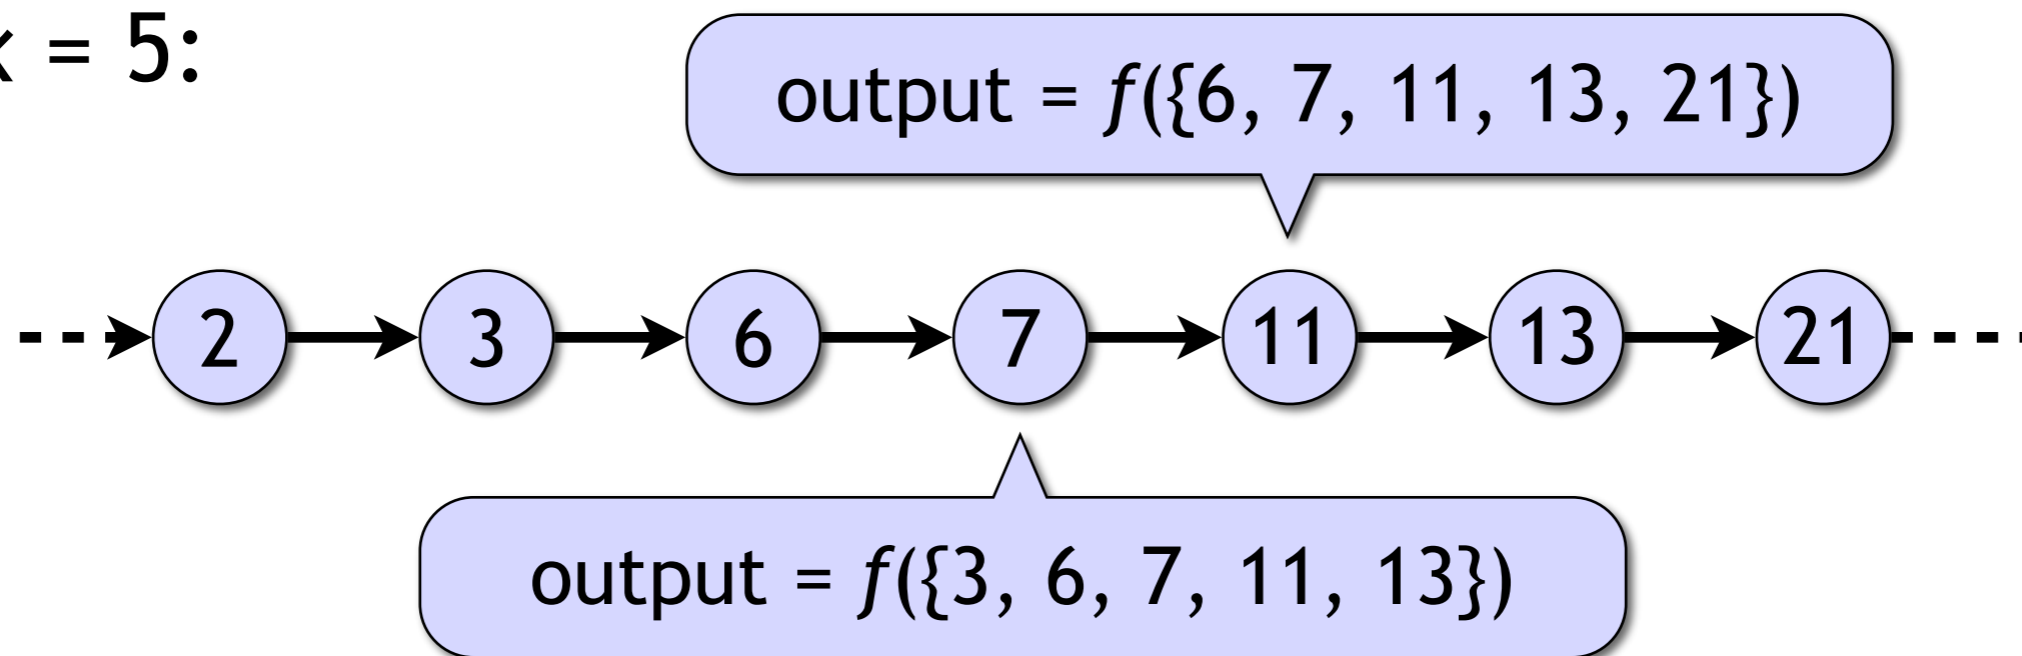 k = 5:
output = f({6, 7, 11, 13, 21})
2 3 6 7 11 13 21
output = f({3, 6, 7, 11, 13})